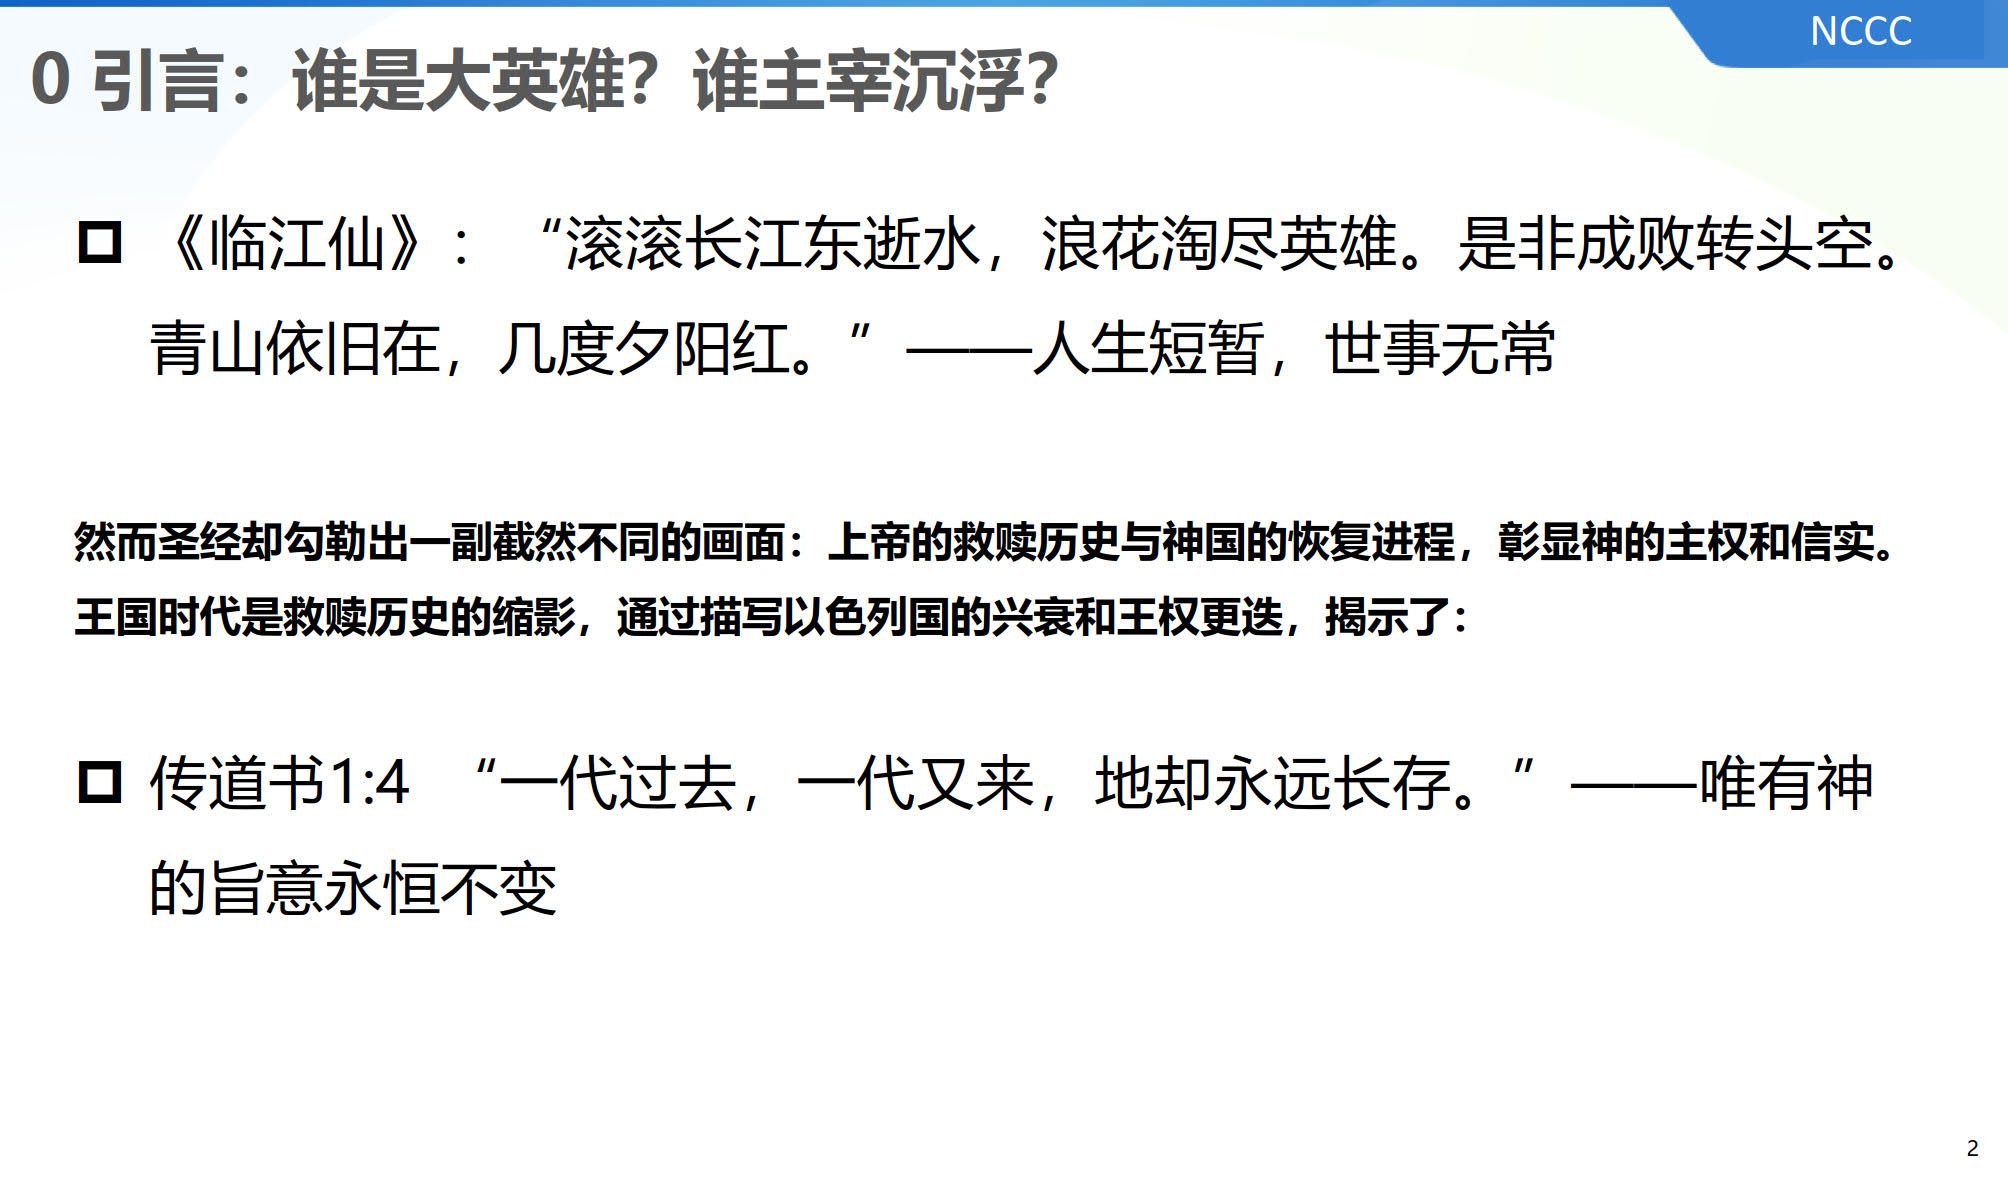 NCCC
0 引言：谁是大英雄？谁主宰沉浮？
《临江仙》：“滚滚长江东逝水，浪花淘尽英雄。是非成败转头空。
青山依旧在，几度夕阳红。”——人生短暂，世事无常
然而圣经却勾勒出一副截然不同的画面：上帝的救赎历史与神国的恢复进程，彰显神的主权和信实。
王国时代是救赎历史的缩影，通过描写以色列国的兴衰和王权更迭，揭示了：
传道书1:4 “一代过去，一代又来，地却永远长存。”——唯有神
的旨意永恒不变
2